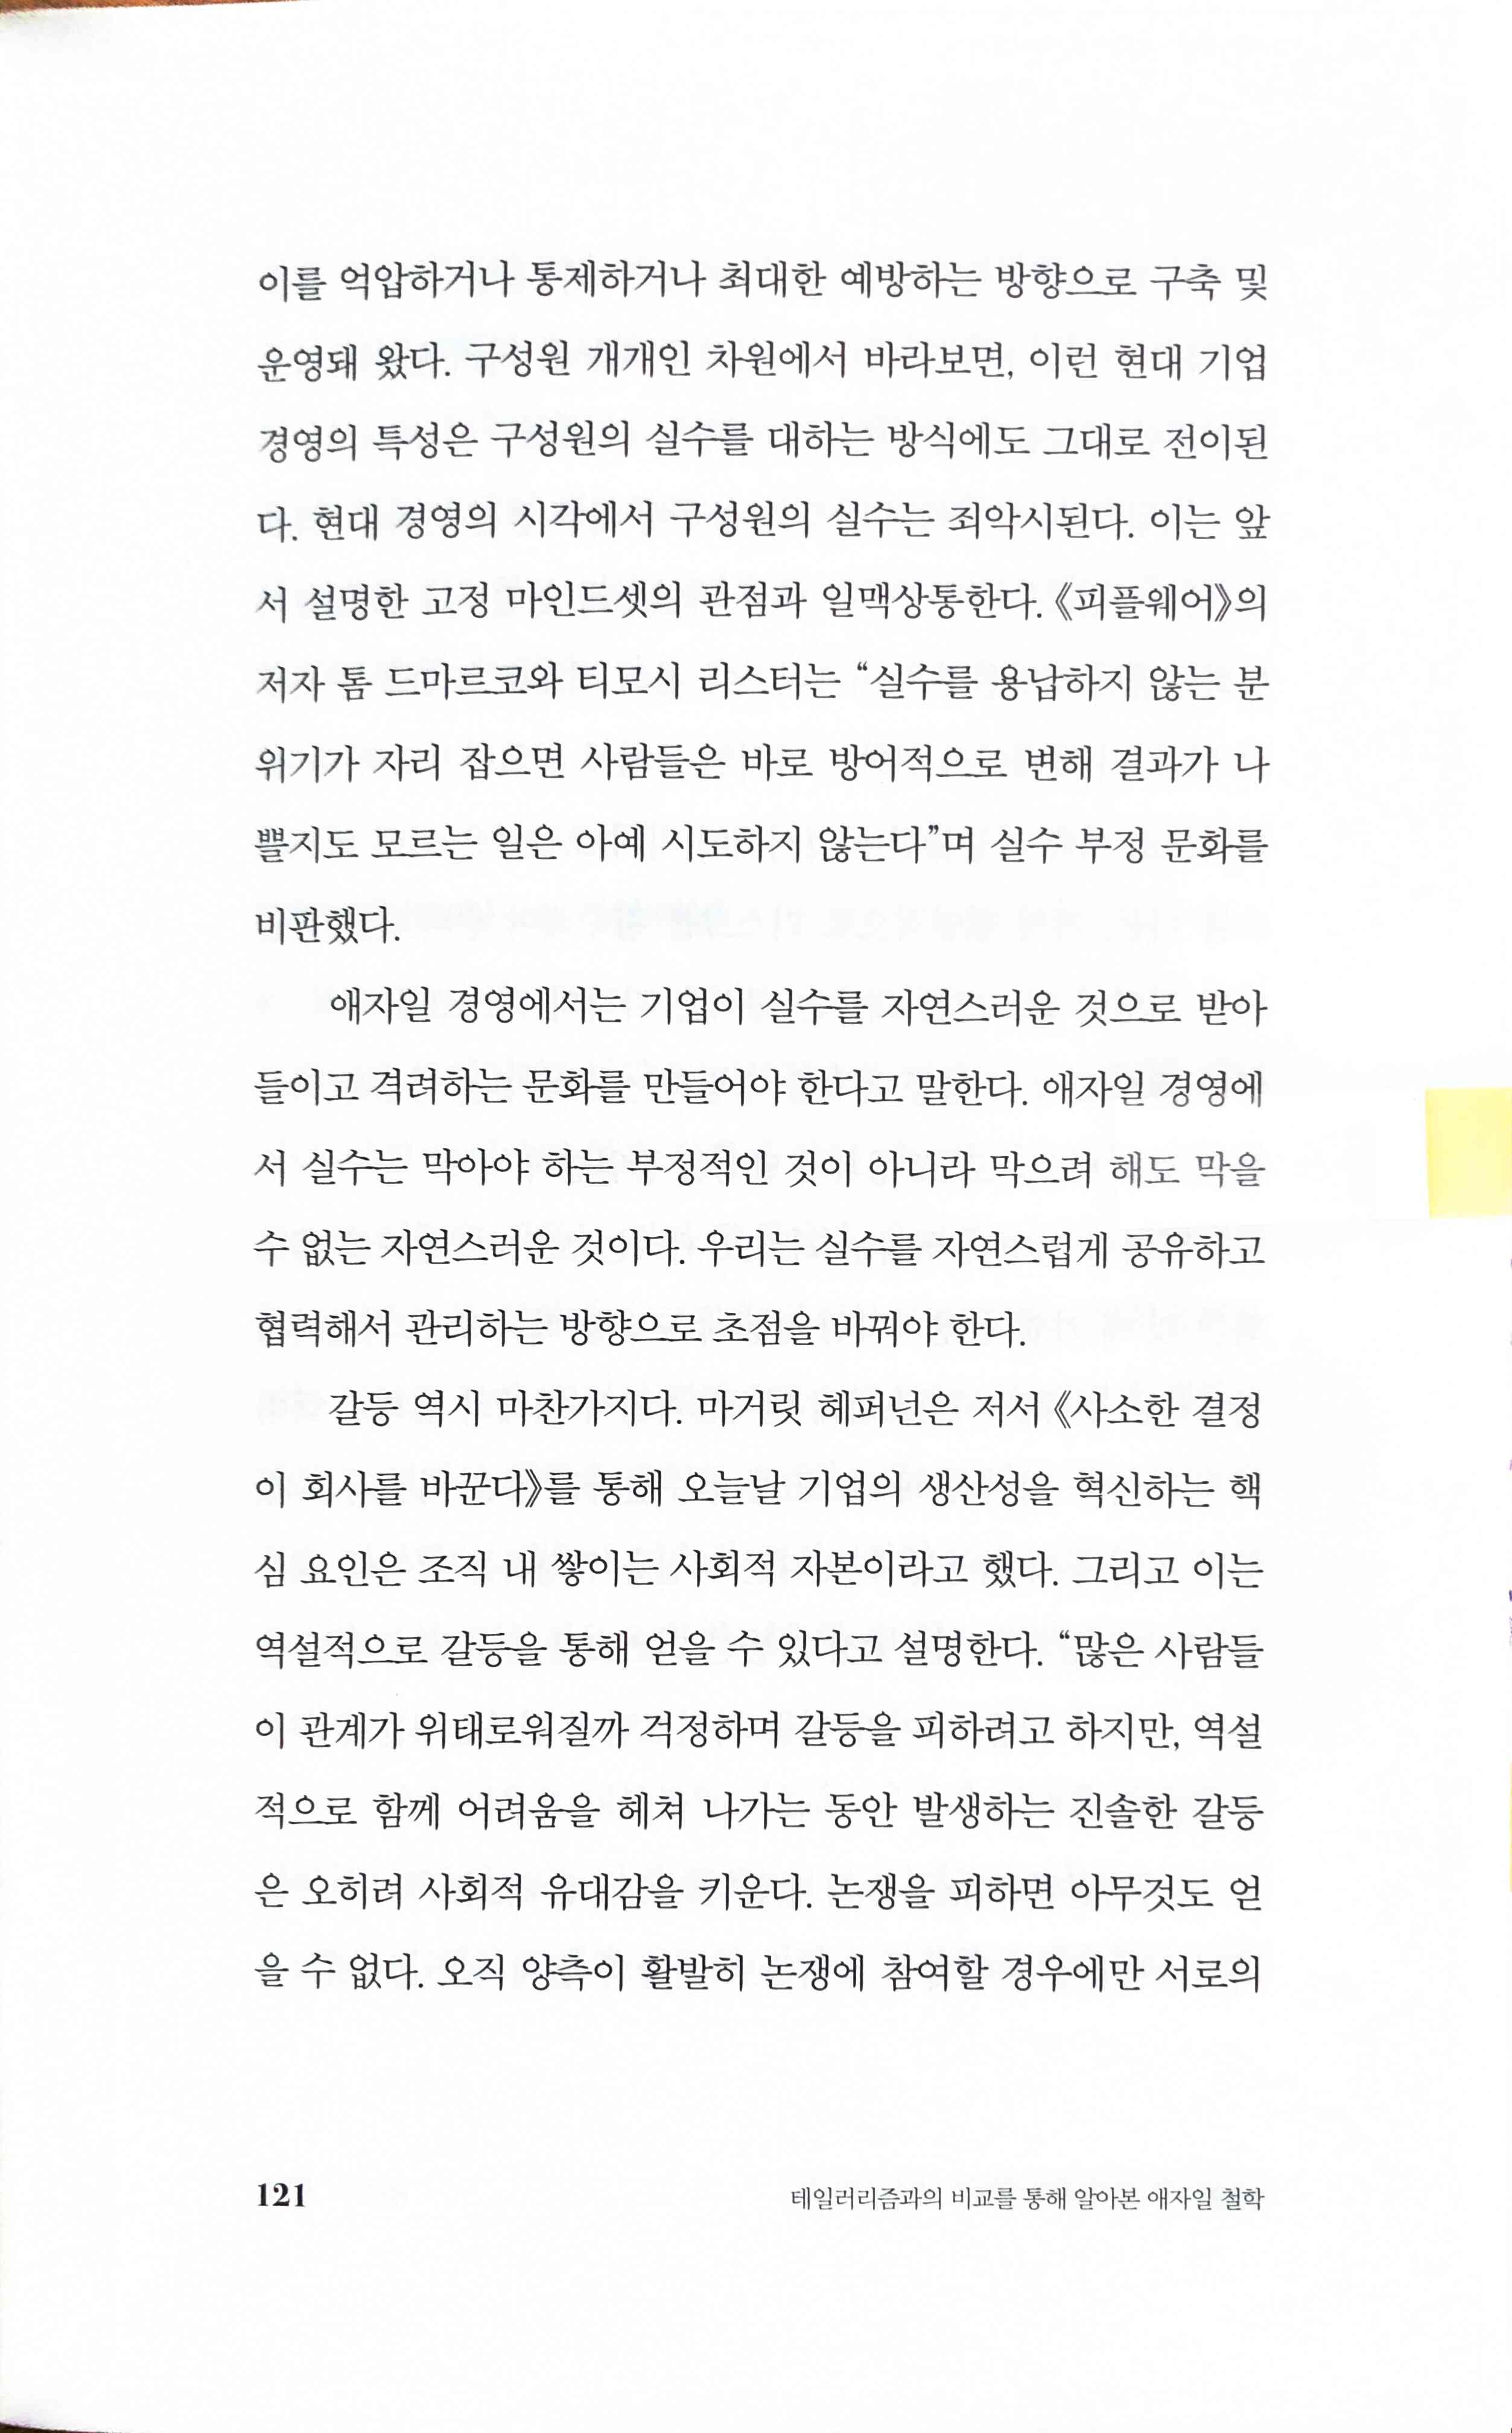 이를 억압하거나 통제하거나 최대한 예방하는 방향으로 구축 및
운영돼 왔다. 구성원 개개인 차원에서 바라보면, 이런 현대 기업
경영의 특성은 구성원의 실수를 대하는 방식에도 그대로 전이된
다. 현대 경영의 시각에서 구성원의 실수는 죄악시된다. 이는 앞
서 설명한 고정 마인드셋의 관점과 일맥상통한다.《피플웨어》의
저자 톰 드마르코와 티모시 리스터는 “실수를 용납하지 않는 분
위기가 자리 잡으면 사람들은 바로 방어적으로 변해 결과가 나
쁠지도 모르는 일은 아예 시도하지 않는다”며 실수 부정 문화를
비판했다.
애자일 경영에서는 기업이 실수를 자연스러운 것으로 받아
들이고 격려하는 문화를 만들어야 한다고 말한다. 애자일 경영에
서 실수는 막아야 하는 부정적인 것이 아니라 막으려 해도 막을
수 없는 자연스러운 것이다. 우리는 실수를 자연스럽게 공유하고
협력해서 관리하는 방향으로 초점을 바꿔야 한다.
갈등 역시 마찬가지다. 마거릿 헤퍼넌은 저서《사소한 결정
이 회사를 바꾼다》를 통해 오늘날 기업의 생산성을 혁신하는 핵
심 요인은 조직 내 쌓이는 사회적 자본이라고 했다. 그리고 이는
역설적으로 갈등을 통해 얻을 수 있다고 설명한다. “많은 사람들
이 관계가 위태로워질까 걱정하며 갈등을 피하려고 하지만, 역설
적으로 함께 어려움을 헤쳐 나가는 동안 발생하는 진솔한 갈등
은 오히려 사회적 유대감을 키운다. 논쟁을 피하면 아무것도 얻
을 수 없다. 오직 양측이 활발히 논쟁에 참여할 경우에만 서로의
121
테일러리즘과의 비교를 통해 알아본 애자일 철학